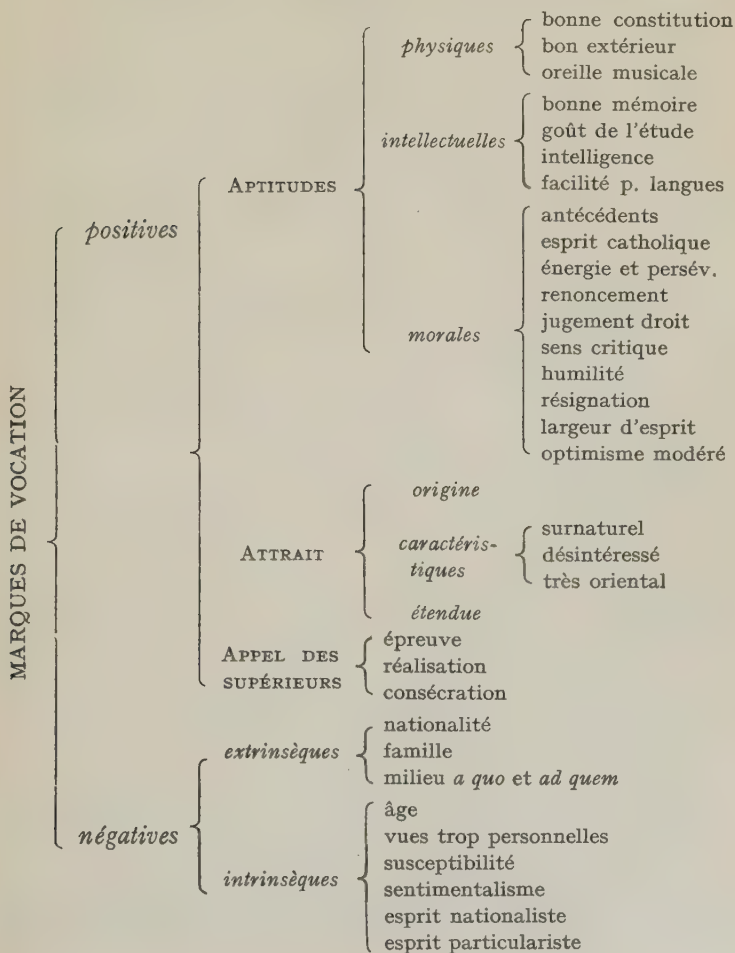 MARQUES DE VOCATION
positives
APTITUDES
physiques
bonne constitution
bon extérieur
oreille musicale
intellectuelles
bonne mémoire
goût de l'étude
intelligence
facilité p. langues
morales
antécédents
esprit catholique
énergie et persév.
renoncement
jugement droit
sens critique
humilité
résignation
largeur d'esprit
optimisme modéré
ATTRAIT
origine
caractéris-
tiques
surnaturel
désintéressé
très oriental
étendue
APPEL DES
SUPÉRIEURS
épreuve
réalisation
consécration
négatives
extrinsèques
nationalité
famille
milieu a quo et ad quem
intrinsèques
âge
vues trop personnelles
susceptibilité
sentimentalisme
esprit nationaliste
esprit particulariste